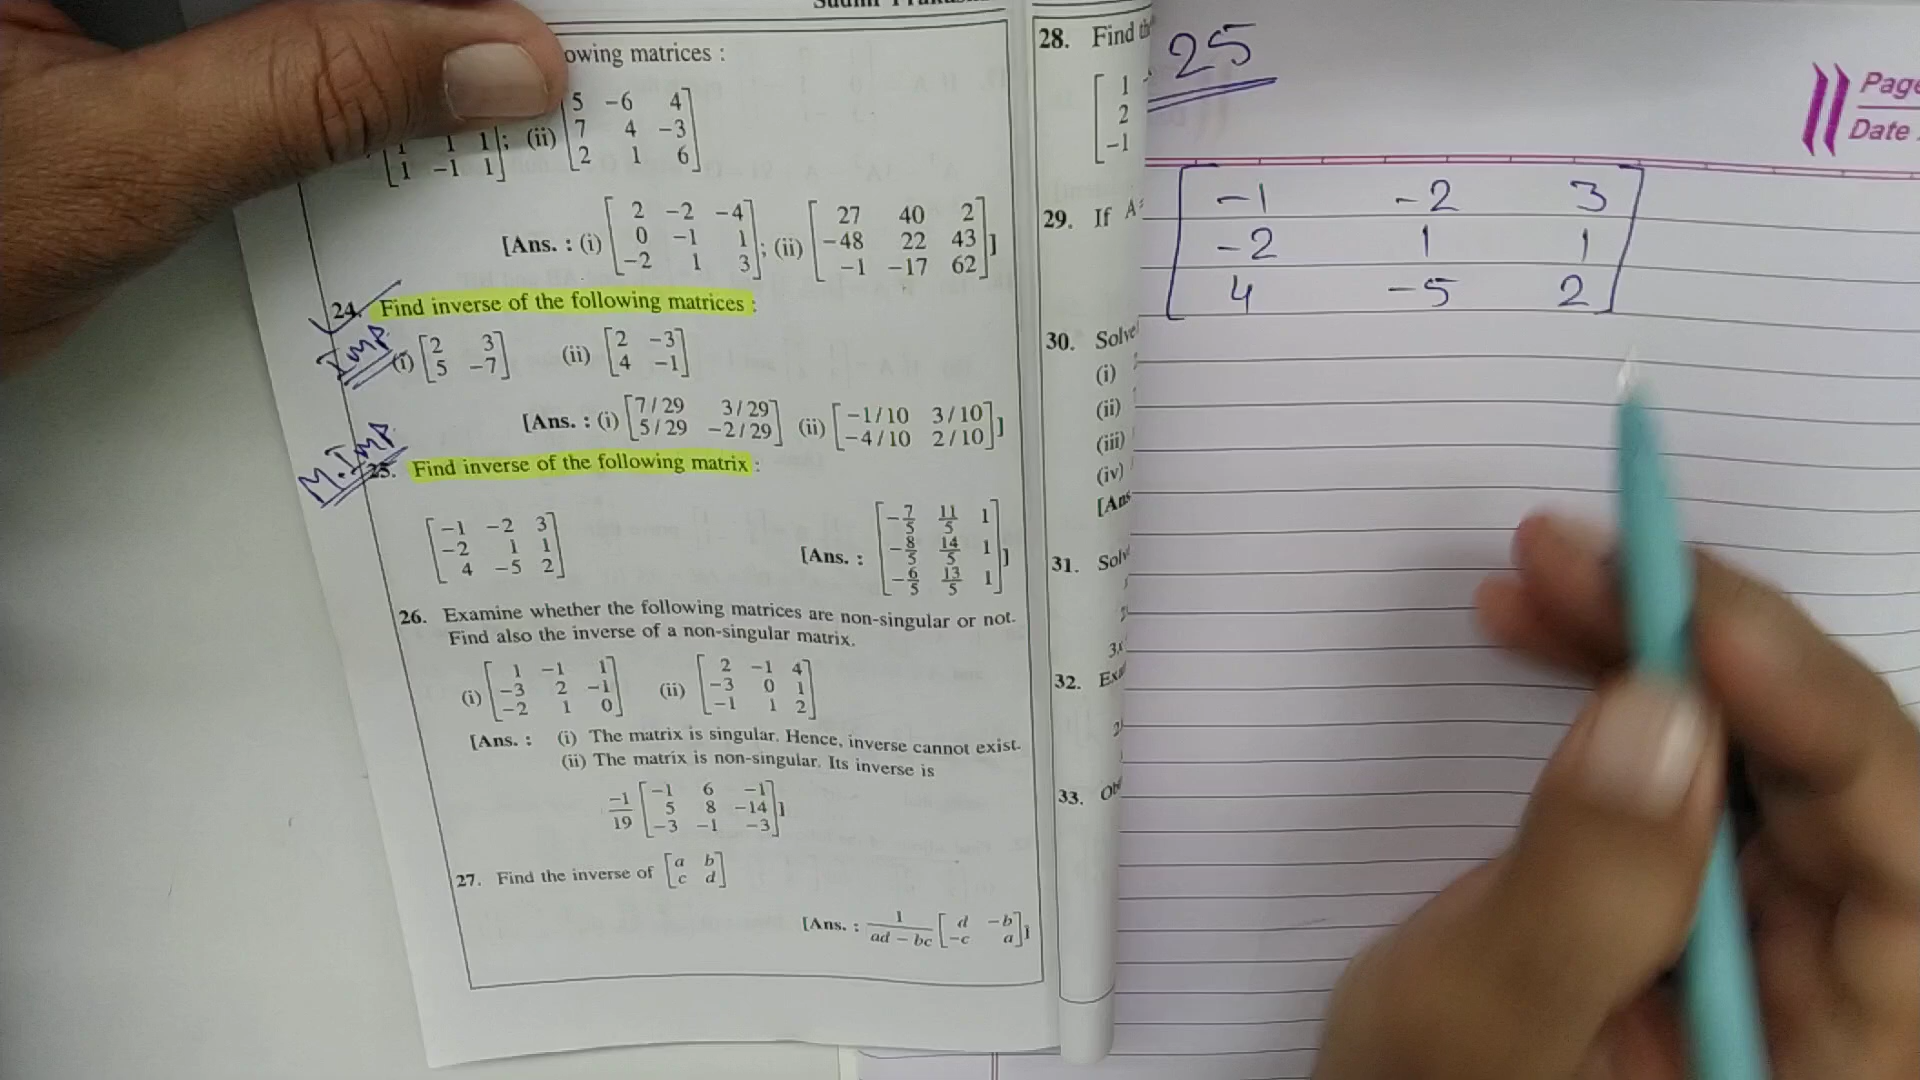 owing matrices :
1 1 1
1 -1 1 ; (ii)
5 -6 4
7 4 -3
2 1 6
[Ans. : (i)
2 -2 -4
0 -1 1
-2 1 3
; (ii)
27 40 2
-48 22 43
-1 -17 62
]
24. Find inverse of the following matrices :
Imp.
(i)
2 3
5 -7
(ii)
2 -3
4 -1
[Ans. : (i)
7/29 3/29
5/29 -2/29
(ii)
-1/10 3/10
-4/10 2/10
]
M.Imp.
25. Find inverse of the following matrix :
-1 -2 3
-2 1 1
4 -5 2
[Ans. :
-7/5 11/5 1
-8/5 14/5 1
-6/5 13/5 1
]
26. Examine whether the following matrices are non-singular or not.
Find also the inverse of a non-singular matrix.
(i)
1 -1 1
-3 2 -1
-2 1 0
(ii)
2 -1 4
-3 0 1
-1 1 2
[Ans. : (i) The matrix is singular. Hence, inverse cannot exist.
(ii) The matrix is non-singular. Its inverse is
-1/19
-1 6 -1
5 8 -14
-3 -1 -3
]
27. Find the inverse of
a b
c d
[Ans. : 1/(ad - bc)
d -b
-c a
]
28. Find
1
2
-1
29. If A =
30. Solve
(i)
(ii)
(iii)
(iv)
[Ans
31. Solv
32. Exa
33. Ob
25
Page
Date
-1 -2 3
-2 1 1
4 -5 2